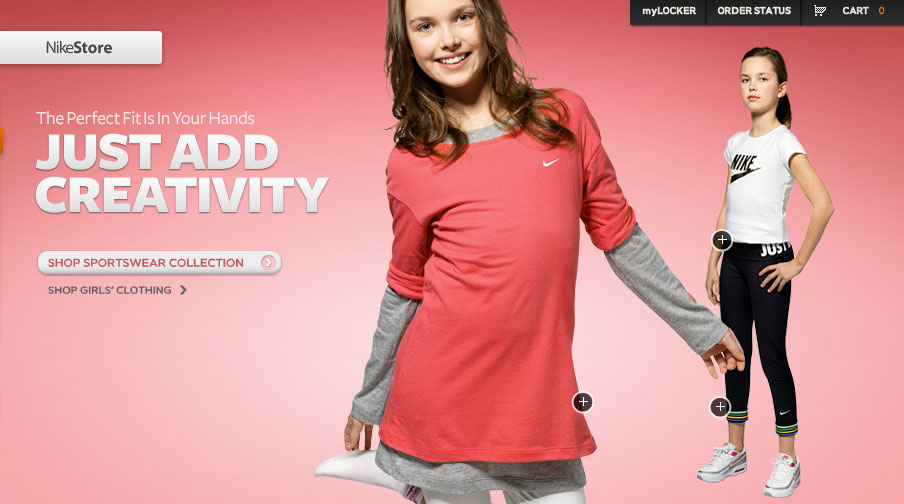 myLOCKER ORDER STATUS CART 0
NikeStore
The Perfect Fit Is In Your Hands
JUST ADD
CREATIVITY
SHOP SPORTSWEAR COLLECTION
SHOP GIRLS' CLOTHING
NIKE
JUST